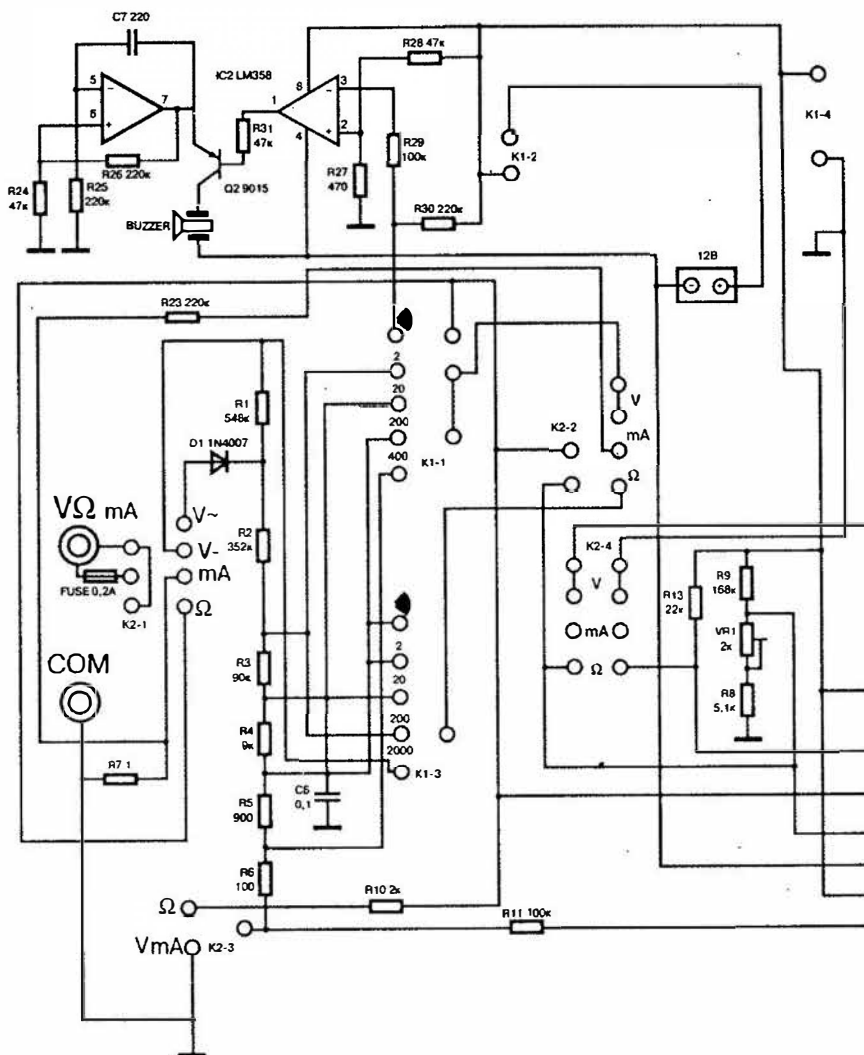 C7 220
5
6
7
IC2 LM358
R26 220к
R24
47к
R25
220к
R31
47к
Q2 9015
BUZZER
8
1
4
3
2
R28 47к
R29
100к
R27
470
R30 220к
K1-2
K1-4
12В
R23 220к
R1
548к
D1 1N4007
R2
352к
V~
V-
mA
Ω
VΩ mA
FUSE 0,2A
K2-1
COM
R3
90к
R4
9к
R5
900
R6
100
R7 1
C6
0,1
2
20
200
400
K1-1
2
20
200
2000
K1-3
K2-2
V
mA
Ω
K2-4
V
mA
Ω
R13
22к
R9
168к
VR1
2к
R8
5,1к
Ω
R10 2к
R11 100к
VmA
K2-3